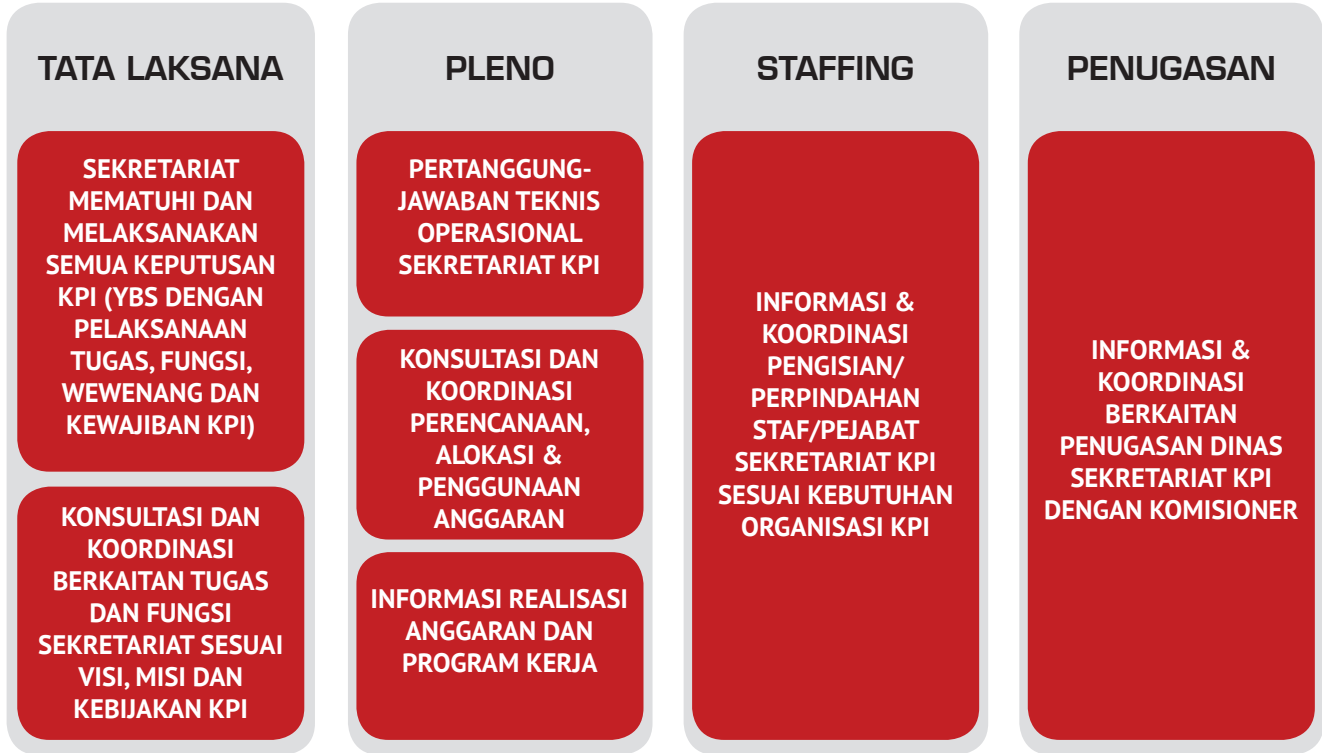 TATA LAKSANA
SEKRETARIAT
MEMATUHI DAN
MELAKSANAKAN
SEMUA KEPUTUSAN
KPI (YBS DENGAN
PELAKSANAAN
TUGAS, FUNGSI,
WEWENANG DAN
KEWAJIBAN KPI)
KONSULTASI DAN
KOORDINASI
BERKAITAN TUGAS
DAN FUNGSI
SEKRETARIAT SESUAI
VISI, MISI DAN
KEBIJAKAN KPI
PLENO
PERTANGGUNG-
JAWABAN TEKNIS
OPERASIONAL
SEKRETARIAT KPI
KONSULTASI DAN
KOORDINASI
PERENCANAAN,
ALOKASI &
PENGGUNAAN
ANGGARAN
INFORMASI REALISASI
ANGGARAN DAN
PROGRAM KERJA
STAFFING
INFORMASI &
KOORDINASI
PENGISIAN/
PERPINDAHAN
STAF/PEJABAT
SEKRETARIAT KPI
SESUAI KEBUTUHAN
ORGANISASI KPI
PENUGASAN
INFORMASI &
KOORDINASI
BERKAITAN
PENUGASAN DINAS
SEKRETARIAT KPI
DENGAN KOMISIONER